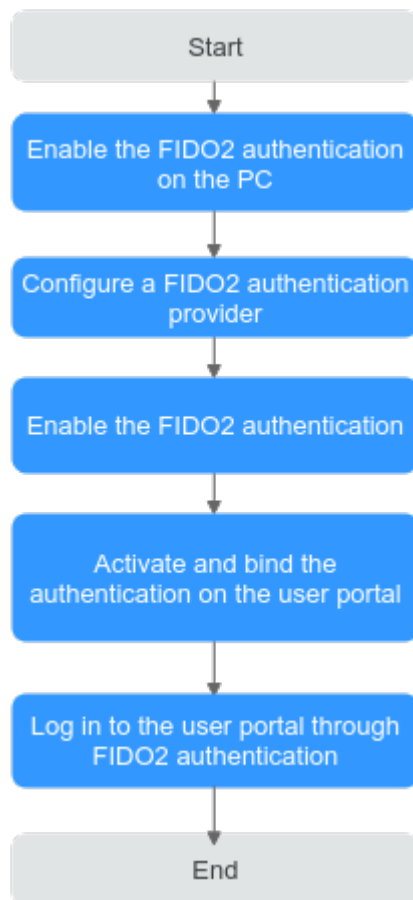 Start
Enable the FIDO2 authentication
on the PC
Configure a FIDO2 authentication
provider
Enable the FIDO2 authentication
Activate and bind the
authentication on the user portal
Log in to the user portal through
FIDO2 authentication
End